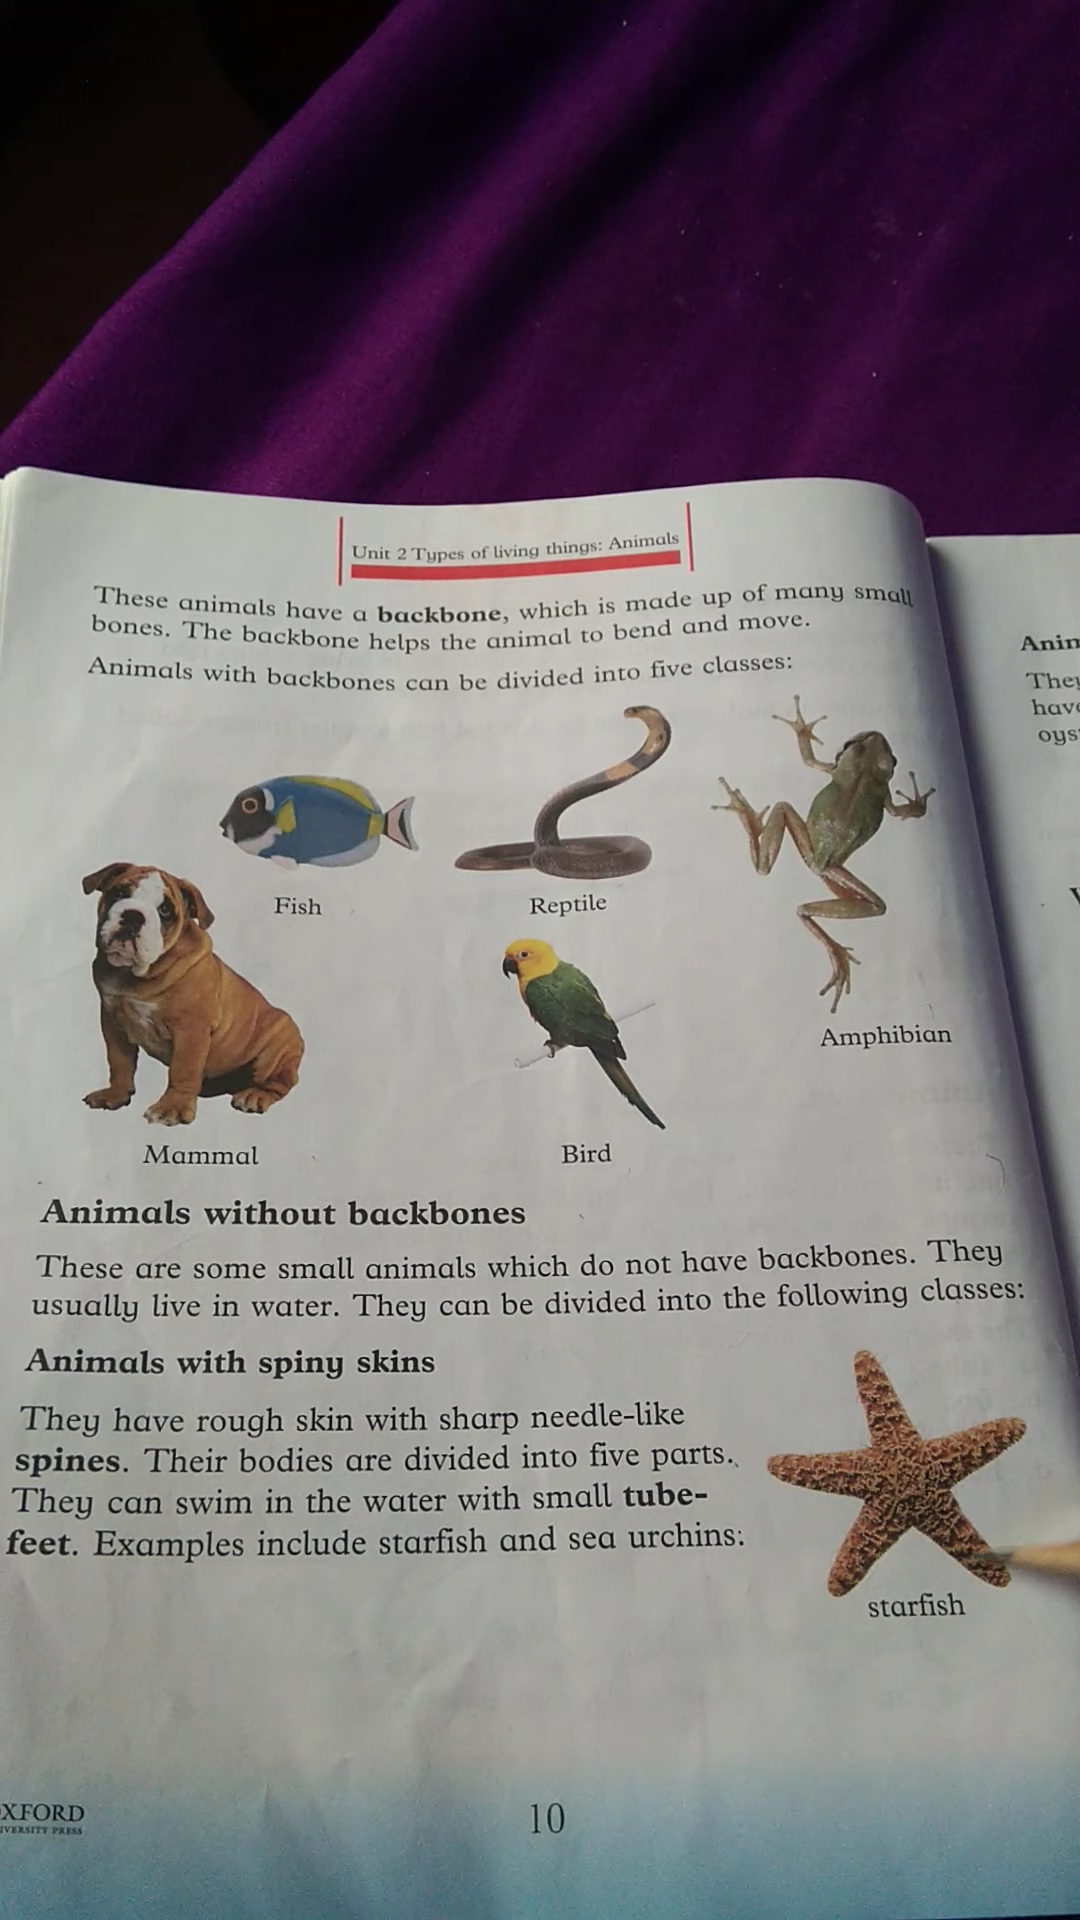 Unit 2 Types of living things: Animals
These animals have a backbone, which is made up of many small
bones. The backbone helps the animal to bend and move.
Animals with backbones can be divided into five classes:
Fish
Reptile
Amphibian
Mammal
Bird
Animals without backbones
These are some small animals which do not have backbones. They
usually live in water. They can be divided into the following classes:
Animals with spiny skins
They have rough skin with sharp needle-like
spines. Their bodies are divided into five parts.
They can swim in the water with small tube-
feet. Examples include starfish and sea urchins:
starfish
XFORD
IVERSITY PRESS
10
Anim
They
have
oys